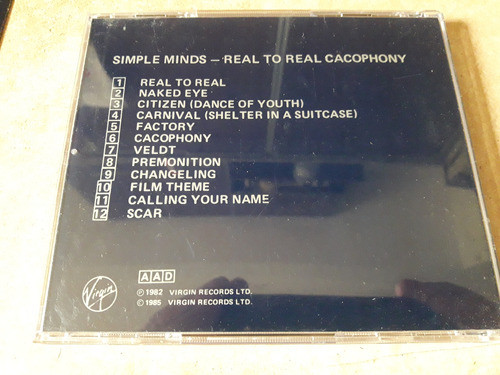 SIMPLE MINDS – REAL TO REAL CACOPHONY
1 REAL TO REAL
2 NAKED EYE
3 CITIZEN (DANCE OF YOUTH)
4 CARNIVAL (SHELTER IN A SUITCASE)
5 FACTORY
6 CACOPHONY
7 VELDT
8 PREMONITION
9 CHANGELING
10 FILM THEME
11 CALLING YOUR NAME
12 SCAR
AAD
Virgin
℗ 1982 VIRGIN RECORDS LTD.
© 1985 VIRGIN RECORDS LTD.